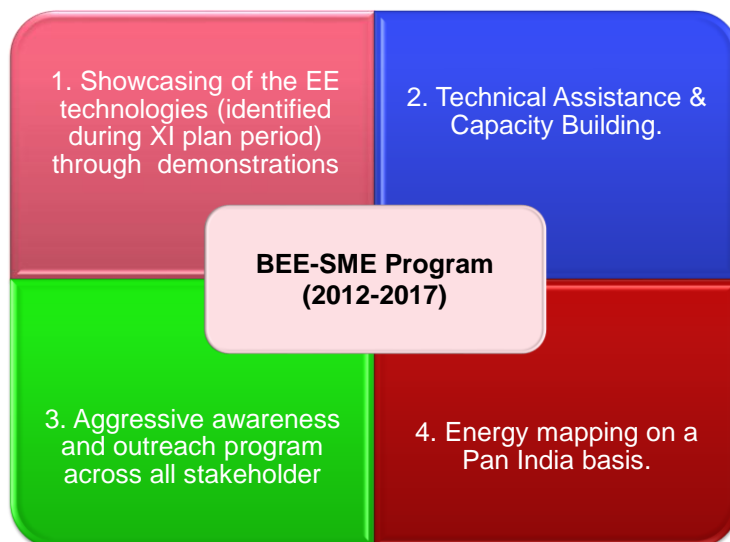 1. Showcasing of the EE
technologies (identified
during XI plan period)
through demonstrations
2. Technical Assistance &
Capacity Building.
BEE-SME Program
(2012-2017)
3. Aggressive awareness
and outreach program
across all stakeholder
4. Energy mapping on a
Pan India basis.